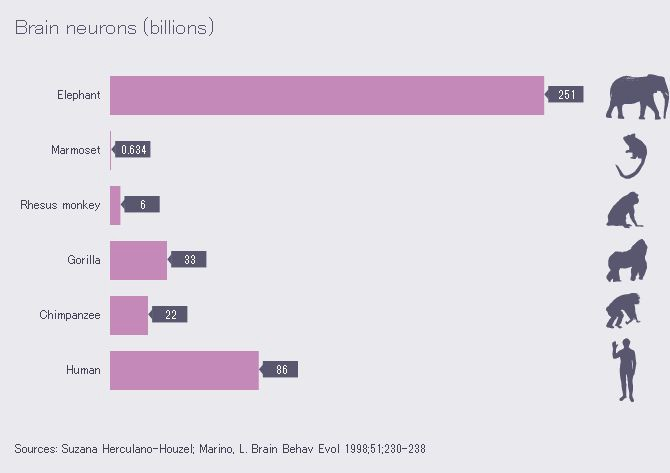 Brain neurons (billions)
Elephant 251
Marmoset 0.634
Rhesus monkey 6
Gorilla 33
Chimpanzee 22
Human 86
Sources: Suzana Herculano-Houzel; Marino, L. Brain Behav Evol 1998;51;230-238